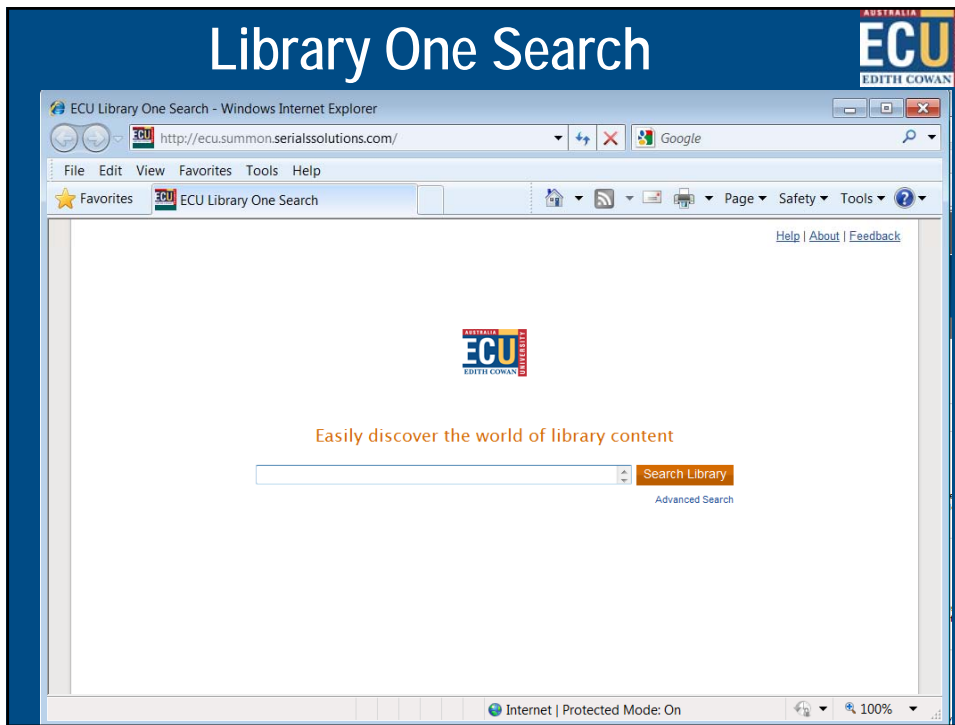 Library One Search
AUSTRALIA
ECU
EDITH COWAN
ECU Library One Search - Windows Internet Explorer
ECU http://ecu.summon.serialssolutions.com/ Google
File Edit View Favorites Tools Help
Favorites ECU ECU Library One Search Page Safety Tools
Help | About | Feedback
AUSTRALIA
ECU
EDITH COWAN
UNIVERSITY
Easily discover the world of library content
Search Library
Advanced Search
Internet | Protected Mode: On 100%